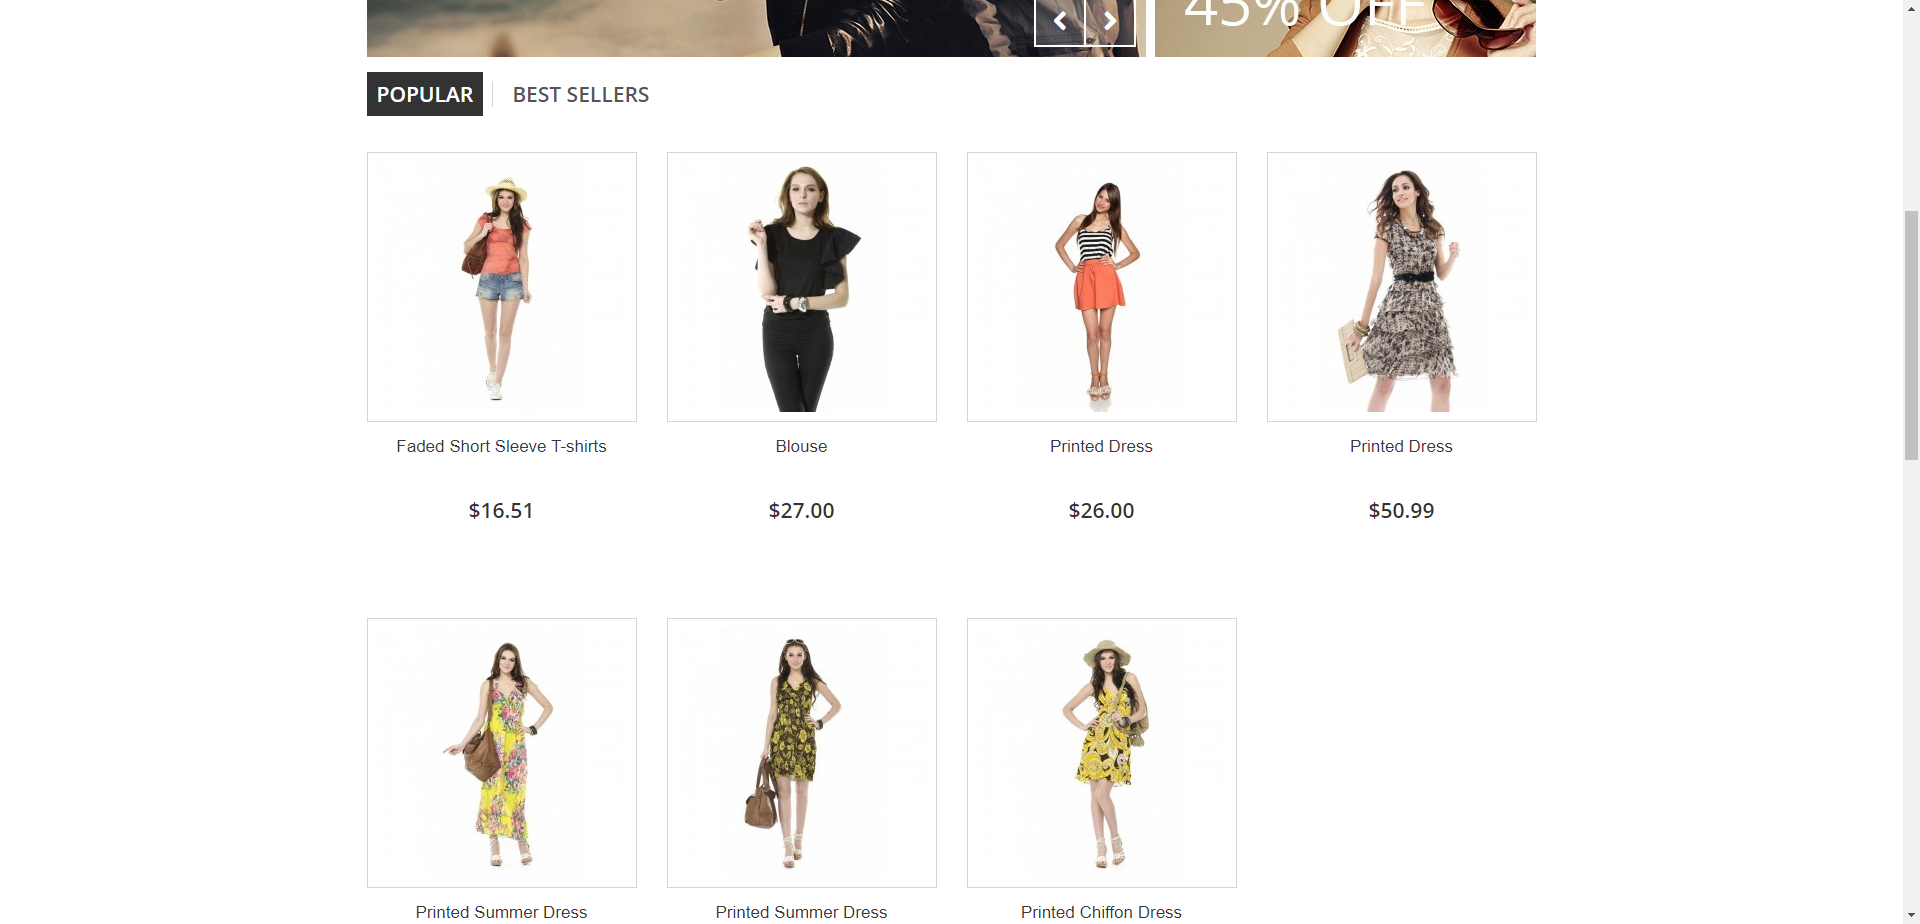 45% OFF
POPULAR
BEST SELLERS
Faded Short Sleeve T-shirts
Blouse
Printed Dress
Printed Dress
$16.51
$27.00
$26.00
$50.99
Printed Summer Dress
Printed Summer Dress
Printed Chiffon Dress